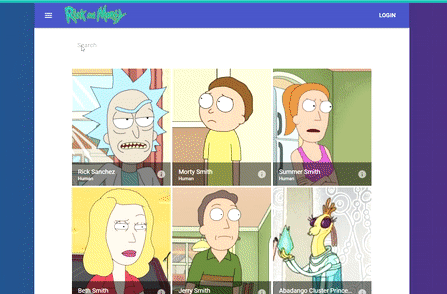 Rick and Morty
LOGIN
Search
Rick Sanchez
Human
Morty Smith
Human
Summer Smith
Human
Beth Smith
Jerry Smith
Abadango Cluster Prince...